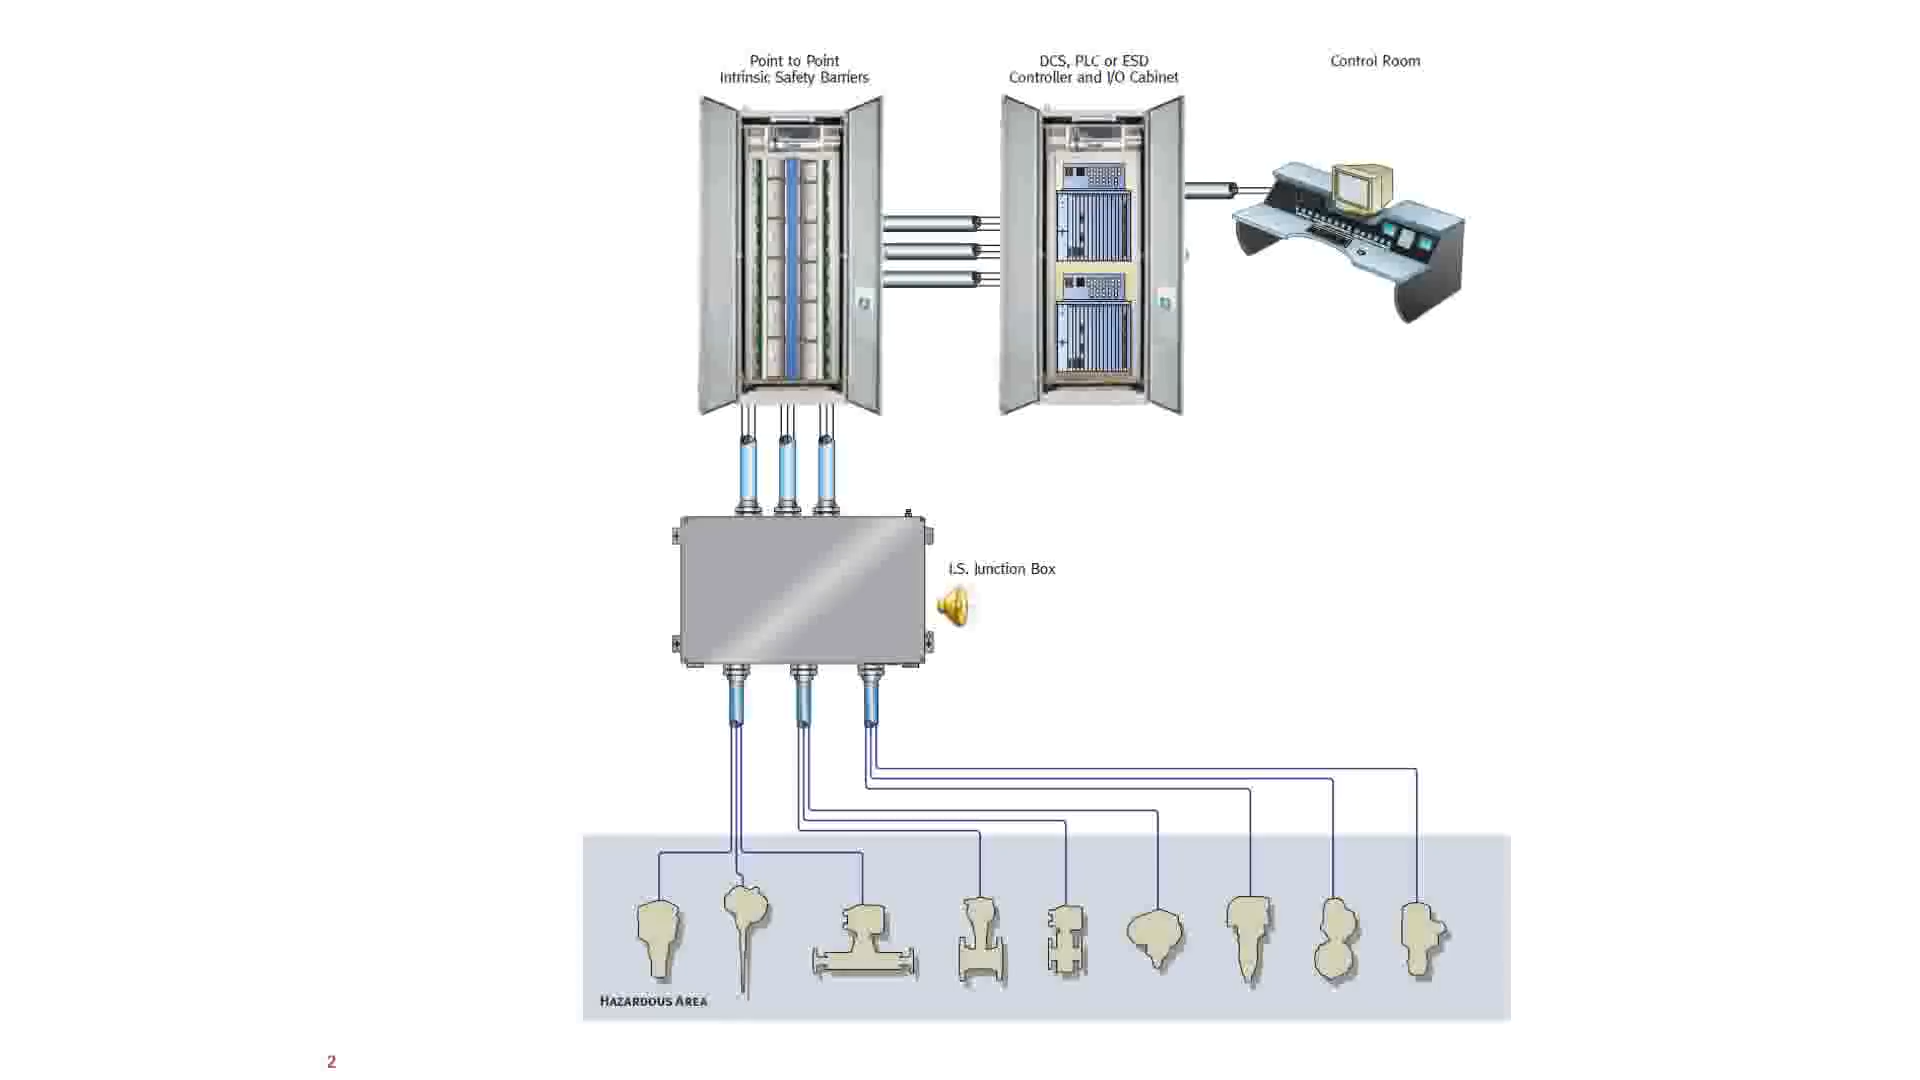 Point to Point
Intrinsic Safety Barriers
DCS, PLC or ESD
Controller and I/O Cabinet
Control Room
I.S. Junction Box
HAZARDOUS AREA
2